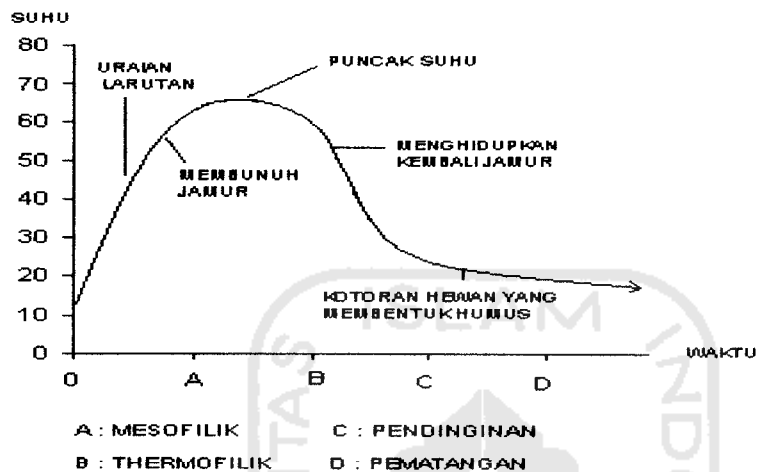 SUHU
80
70
60
50
40
30
20
10
0
URAIAN
LARUTAN
PUNCAK SUHU
MEMBUNUH
JAMUR
MENGHIDUPKAN
KEMBALI JAMUR
KOTORAN HEWAN YANG
MEMBENTUK HUMUS
WAKTU
0 A B C D
A : MESOFILIK C : PENDINGINAN
B : THERMOFILIK D : PEMATANGAN
ISLAM